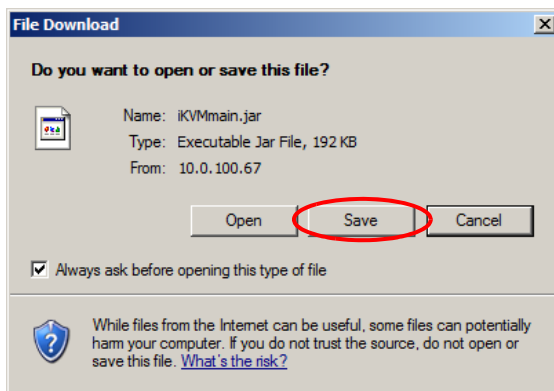 File Download
Do you want to open or save this file?
Name: iKVMmain.jar
Type: Executable Jar File, 192 KB
From: 10.0.100.67
Open Save Cancel
Always ask before opening this type of file
While files from the Internet can be useful, some files can potentially
harm your computer. If you do not trust the source, do not open or
save this file. What's the risk?